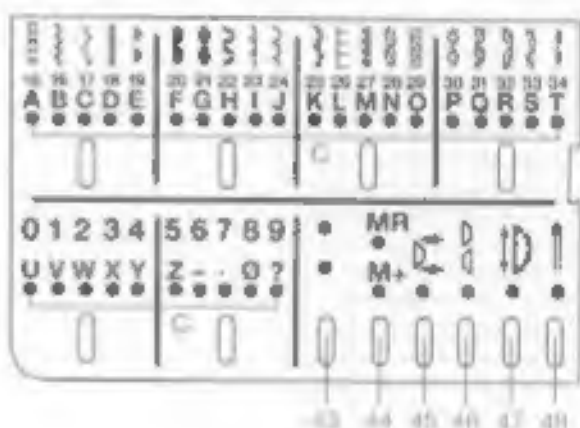 15 16 17 18 19 20 21 22 23 24 25 26 27 28 29 30 31 32 33 34
A B C D E F G H I J K L M N O P Q R S T
0 1 2 3 4 5 6 7 8 9 MR
U V W X Y Z - . Ø ? M+
43 44 45 46 47 48